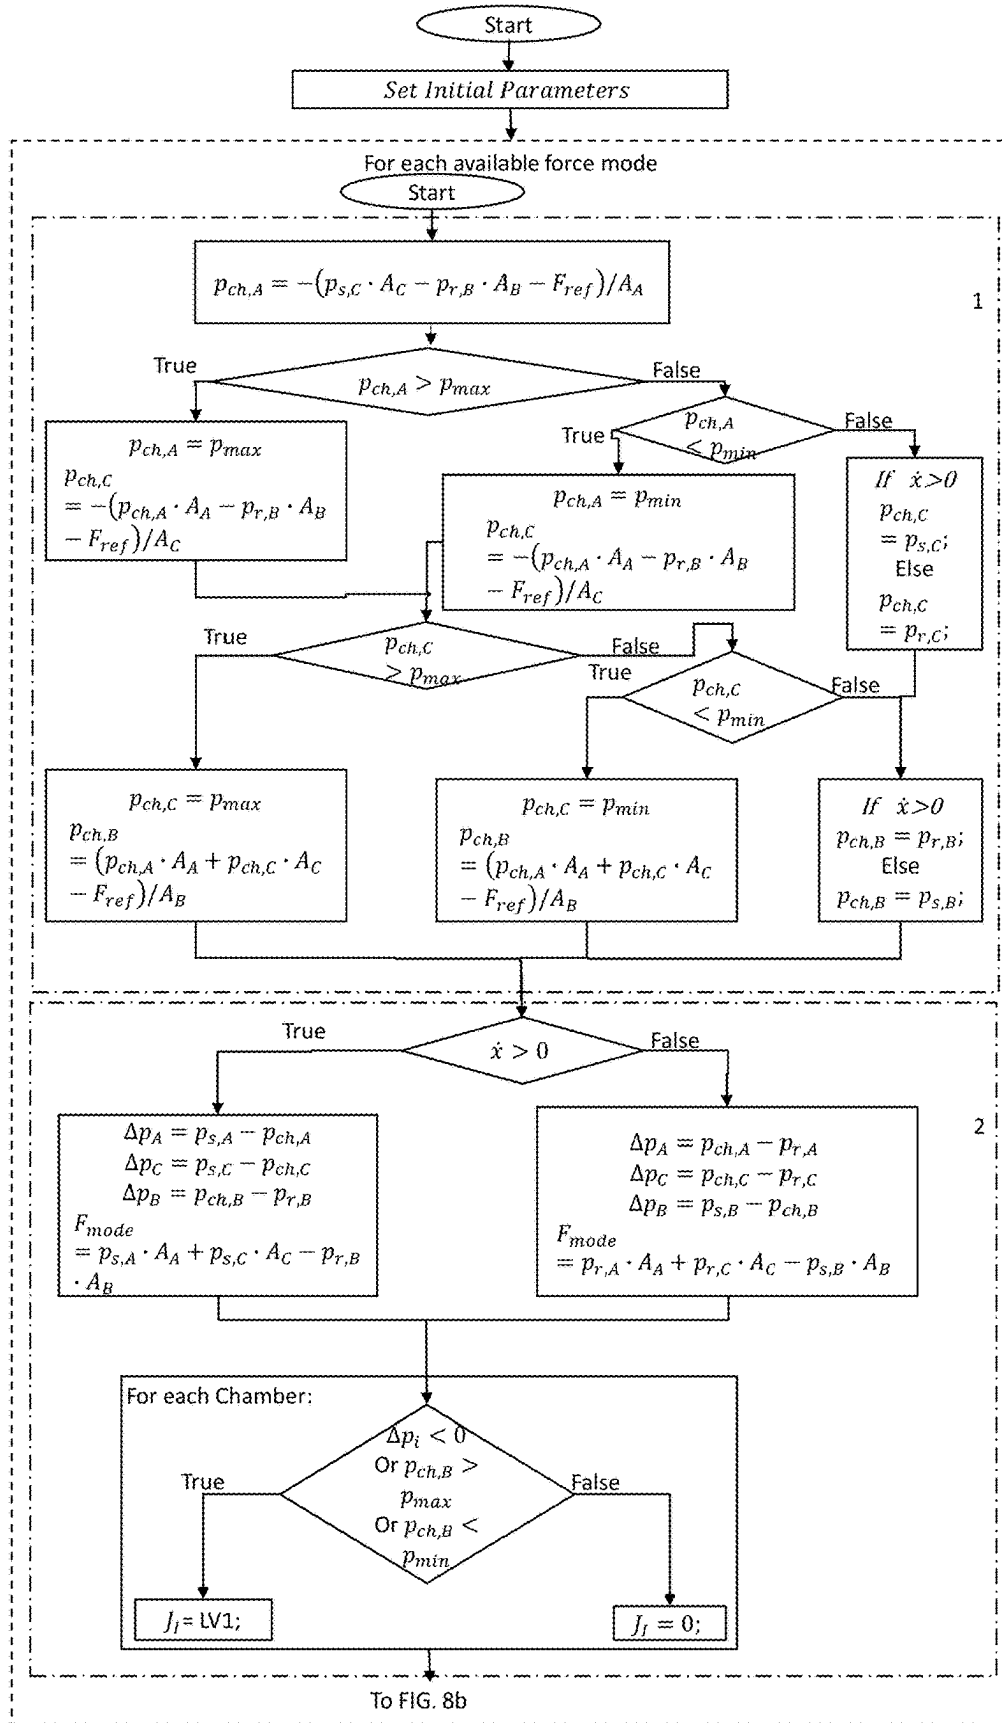 Start
Set Initial Parameters
For each available force mode
Start
p_{ch,A} = −(p_{s,C} · A_C − p_{r,B} · A_B − F_{ref})/A_A
1
True
False
p_{ch,A} > p_{max}
p_{ch,A}
< p_{min}
True
False
p_{ch,A} = p_{max}
p_{ch,C}
= −(p_{ch,A} · A_A − p_{r,B} · A_B
− F_{ref})/A_C
p_{ch,A} = p_{min}
p_{ch,C}
= −(p_{ch,A} · A_A − p_{r,B} · A_B
− F_{ref})/A_C
If ẋ>0
p_{ch,C}
= p_{s,C};
Else
p_{ch,C}
= p_{r,C};
True
False
p_{ch,C}
> p_{max}
True
False
p_{ch,C}
< p_{min}
p_{ch,C} = p_{max}
p_{ch,B}
= (p_{ch,A} · A_A + p_{ch,C} · A_C
− F_{ref})/A_B
p_{ch,C} = p_{min}
p_{ch,B}
= (p_{ch,A} · A_A + p_{ch,C} · A_C
− F_{ref})/A_B
If ẋ>0
p_{ch,B} = p_{r,B};
Else
p_{ch,B} = p_{s,B};
True
False
ẋ > 0
2
Δp_A = p_{s,A} − p_{ch,A}
Δp_C = p_{s,C} − p_{ch,C}
Δp_B = p_{ch,B} − p_{r,B}
F_{mode}
= p_{s,A} · A_A + p_{s,C} · A_C − p_{r,B}
· A_B
Δp_A = p_{ch,A} − p_{r,A}
Δp_C = p_{ch,C} − p_{r,C}
Δp_B = p_{s,B} − p_{ch,B}
F_{mode}
= p_{r,A} · A_A + p_{r,C} · A_C − p_{s,B} · A_B
For each Chamber:
True
False
Δp_i < 0
Or p_{ch,B} >
p_{max}
Or p_{ch,B} <
p_{min}
J_I = LV1;
J_I = 0;
To FIG. 8b